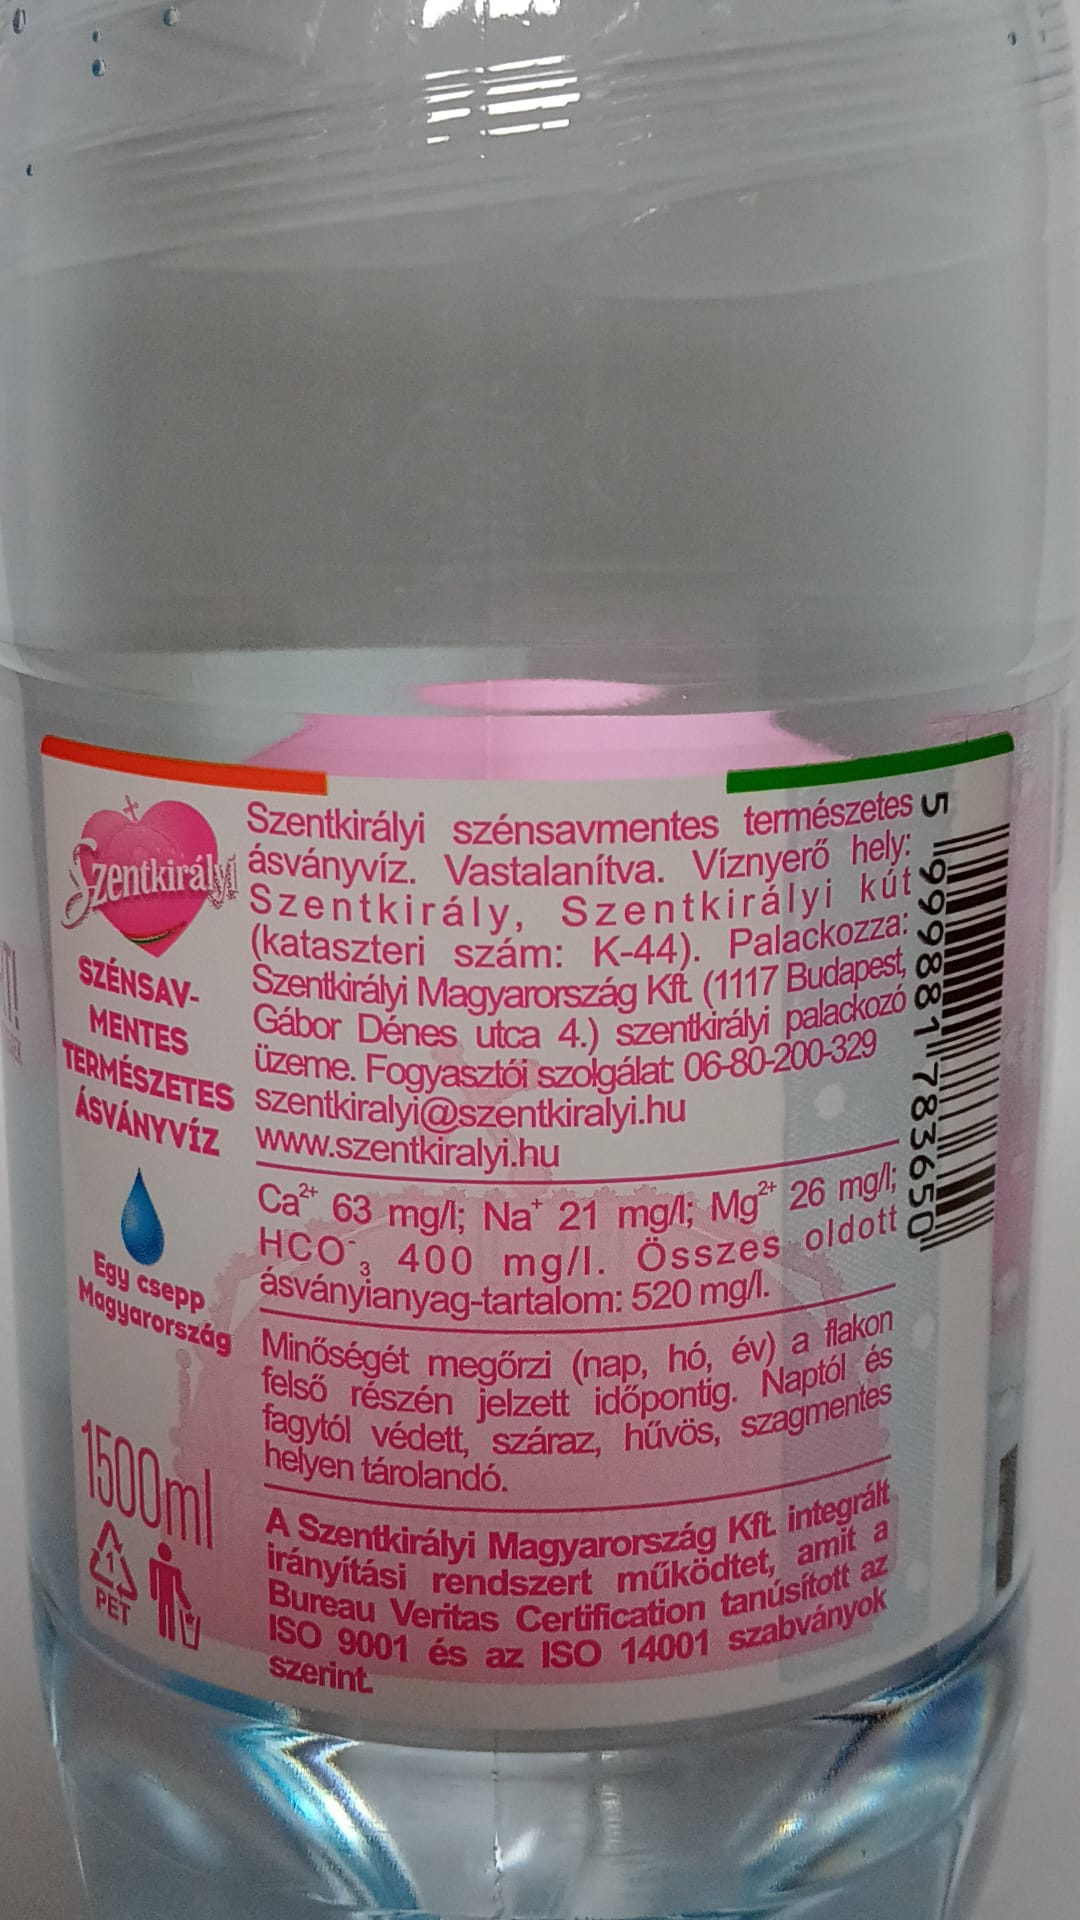 Szentkirályi
SZÉNSAV-
MENTES
TERMÉSZETES
ÁSVÁNYVÍZ
Egy csepp
Magyarország
1500ml
1
PET
Szentkirályi szénsavmentes természetes
ásványvíz. Vastalanítva. Víznyerő hely:
Szentkirály, Szentkirályi kút
(kataszteri szám: K-44). Palackozza:
Szentkirályi Magyarország Kft. (1117 Budapest,
Gábor Dénes utca 4.) szentkirályi palackozó
üzeme. Fogyasztói szolgálat: 06-80-200-329
szentkiralyi@szentkiralyi.hu
www.szentkiralyi.hu
Ca²⁺ 63 mg/l; Na⁺ 21 mg/l; Mg²⁺ 26 mg/l;
HCO⁻₃ 400 mg/l. Összes oldott
ásványianyag-tartalom: 520 mg/l.
Minőségét megőrzi (nap, hó, év) a flakon
felső részén jelzett időpontig. Naptól és
fagytól védett, száraz, hűvös, szagmentes
helyen tárolandó.
A Szentkirályi Magyarország Kft. integrált
irányítási rendszert működtet, amit a
Bureau Veritas Certification tanúsított az
ISO 9001 és az ISO 14001 szabványok
szerint.
5 999881 783650